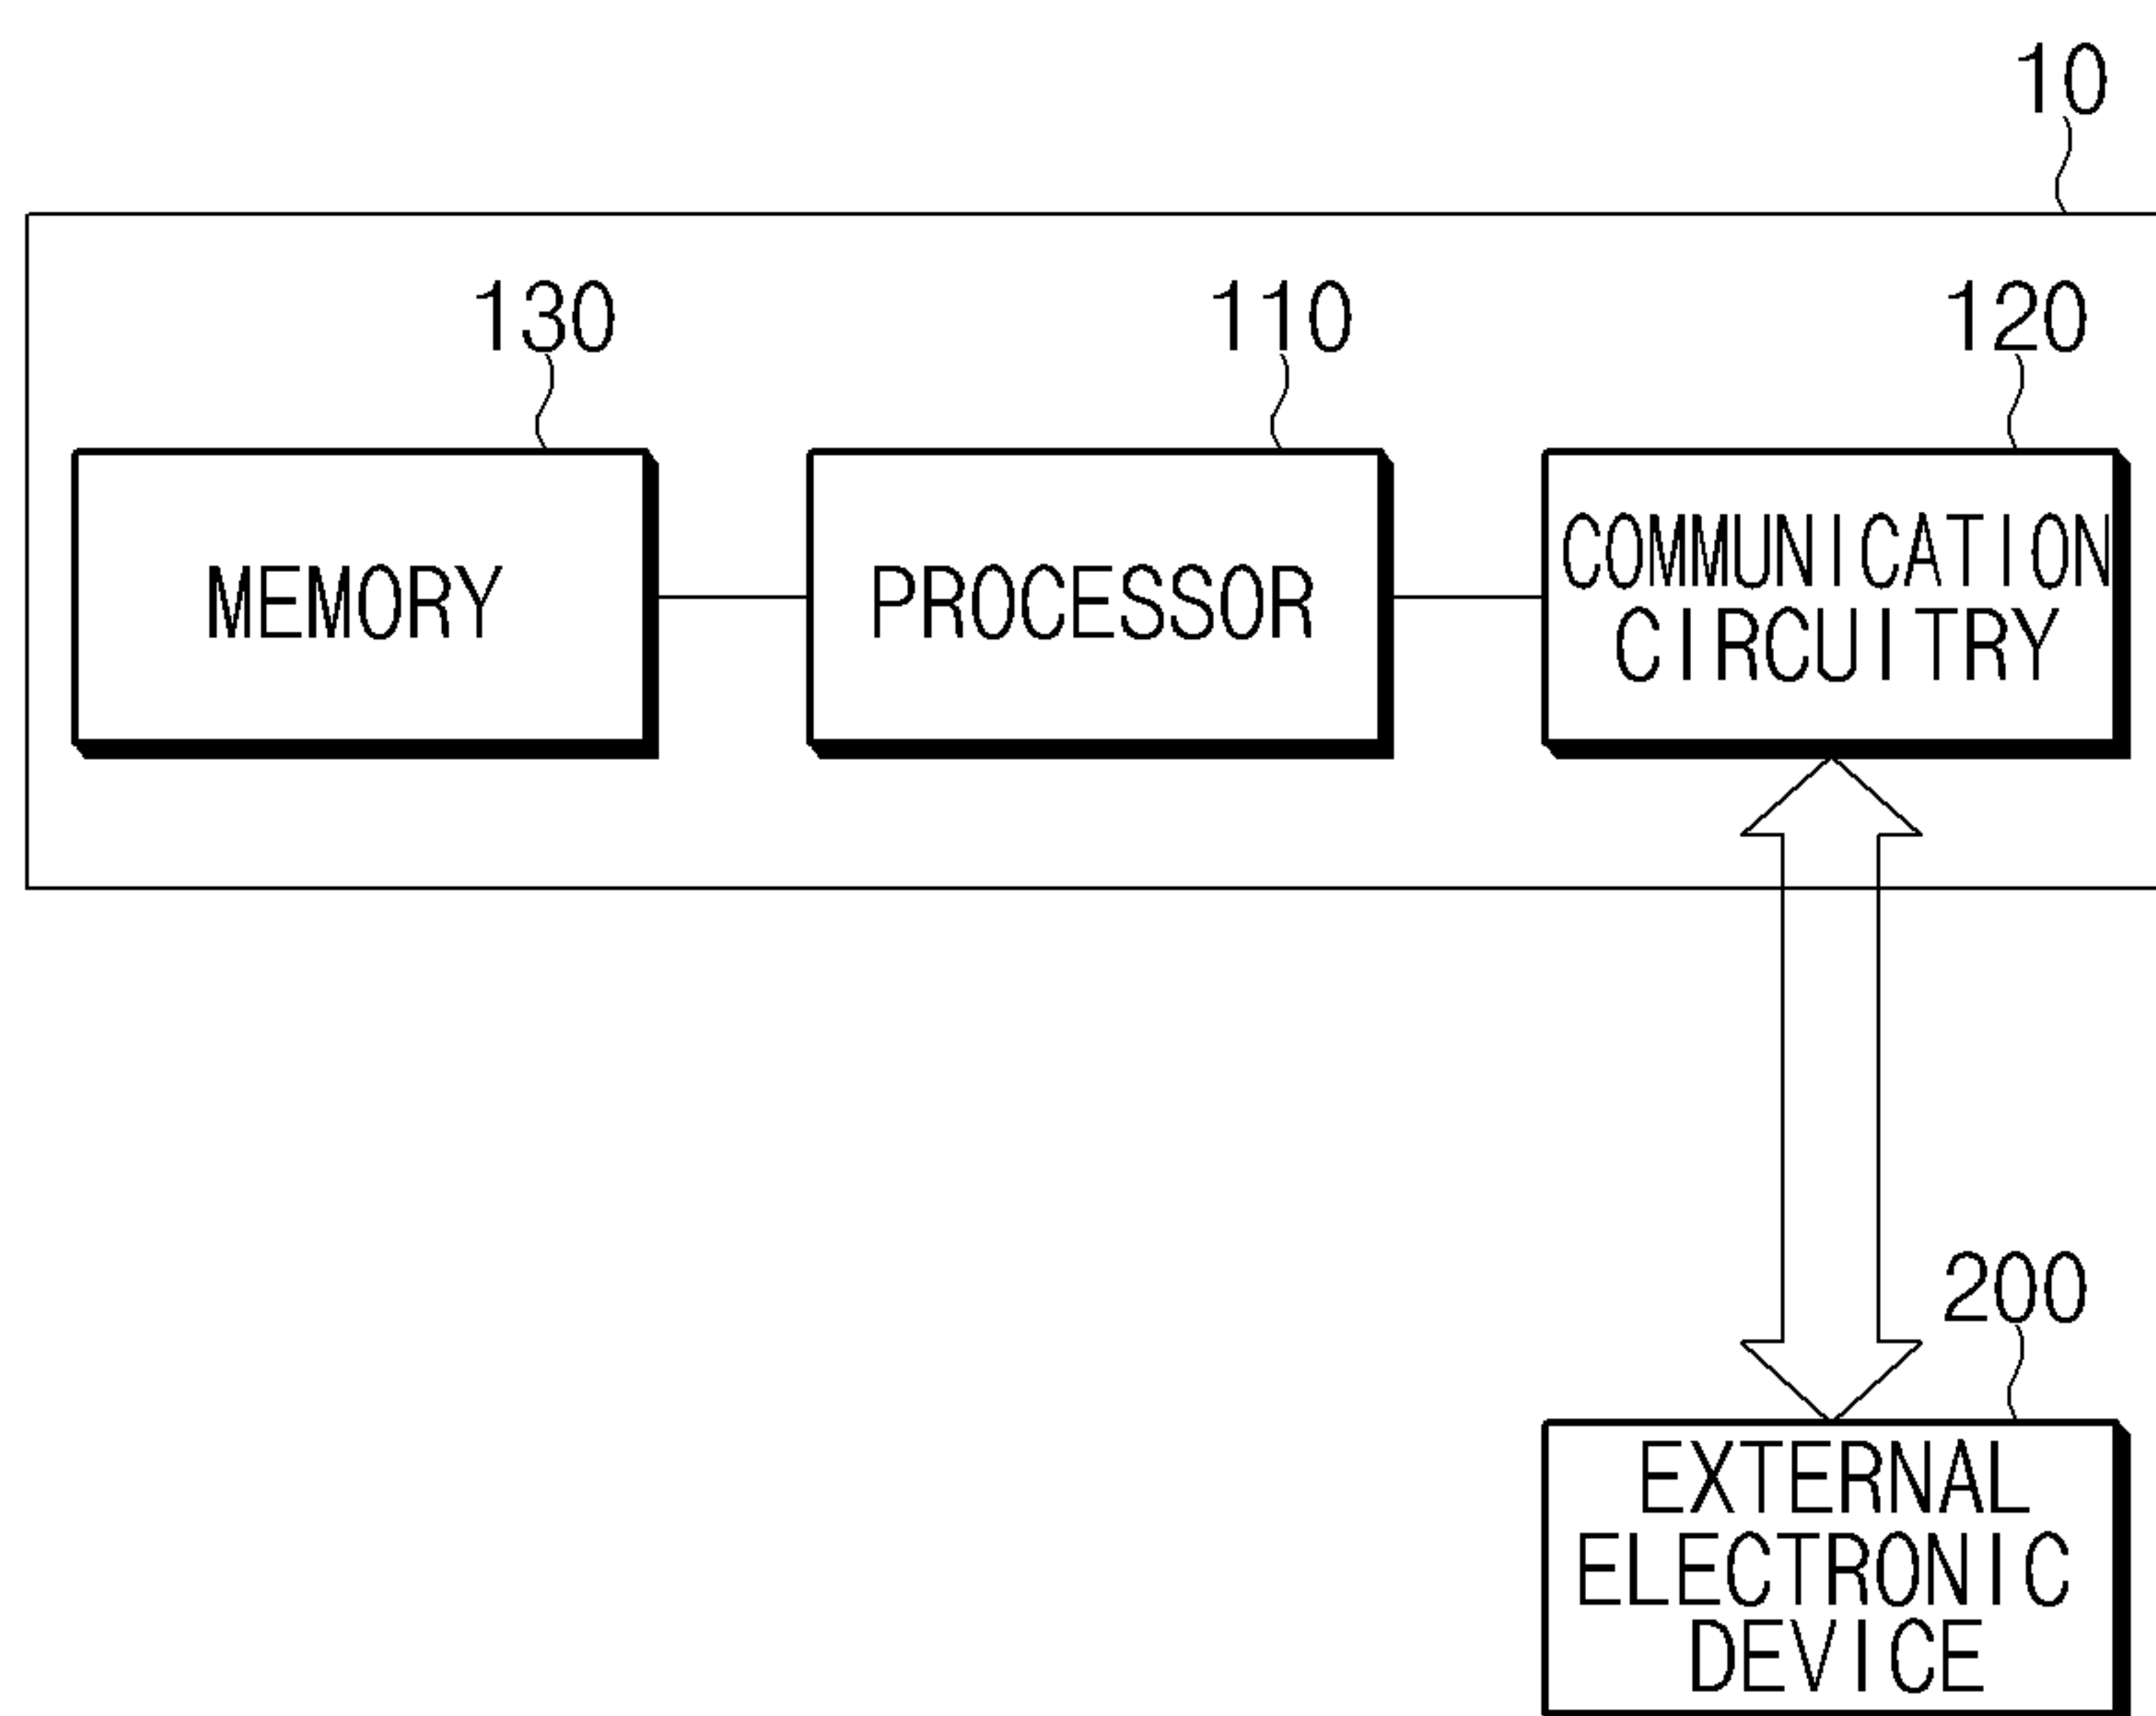 10
130
110
120
MEMORY
PROCESSOR
COMMUNICATION
CIRCUITRY
200
EXTERNAL
ELECTRONIC
DEVICE